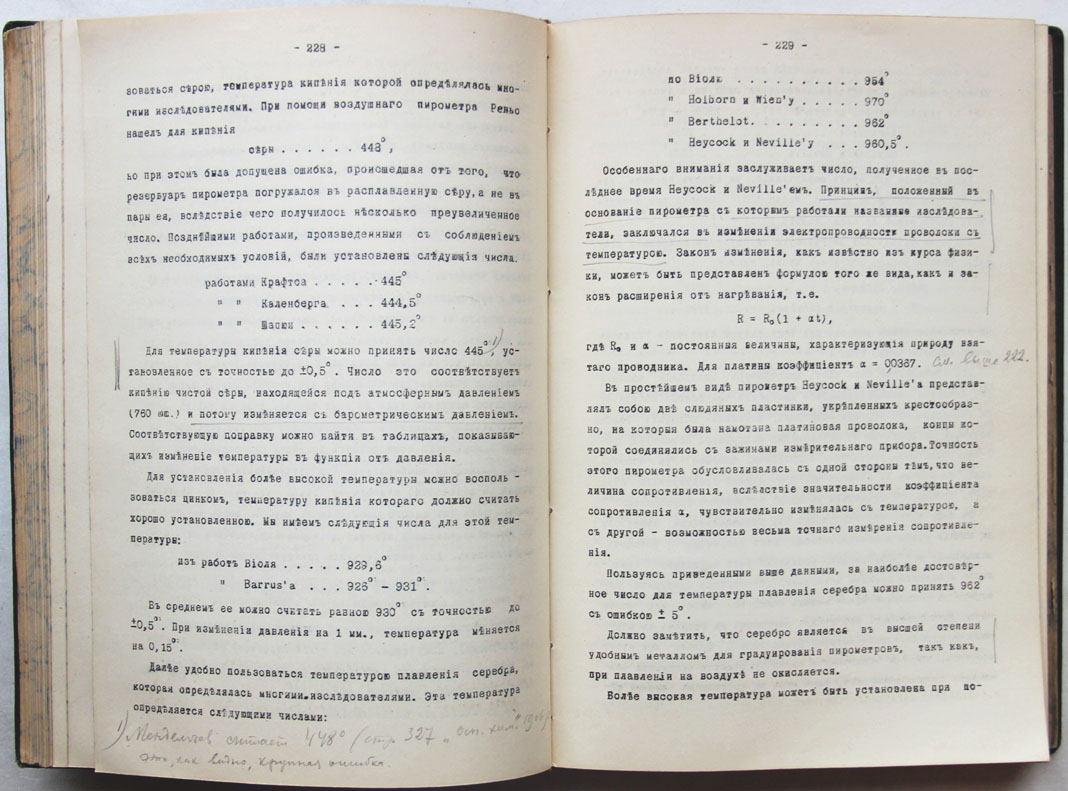 - 228 -
зоваться сѣрою, температура кипѣнія которой опредѣлялась мно-
гими изслѣдователями. При помощи воздушнаго пирометра Реньо
нашелъ для кипѣнія
сѣры . . . . . . 448°,
но при этомъ была допущена ошибка, происшедшая отъ того, что
резервуаръ пирометра погружался въ расплавленную сѣру, а не въ
пары ея, вслѣдствіе чего получилось нѣсколько преувеличенное
число. Позднѣйшими работами, произведенными съ соблюденіемъ
всѣхъ необходимыхъ условій, были установлены слѣдующія числа.
работами Крафтса . . . . . 445°
" " Каленберга . . . 444,5°
" " Шапюи . . . . . . 445,2°
Для температуры кипѣнія сѣры можно принять число 445° 1), ус-
установленное съ точностью до ±0,5°. Число это соотвѣтствуетъ
кипѣнію чистой сѣры, находящейся подъ атмосфернымъ давленіемъ
(760 мм.) и потому измѣняется съ барометрическимъ давленіемъ.
Соотвѣтствующую поправку можно найти въ таблицахъ, показываю-
щихъ измѣненіе температуры въ функціи отъ давленія.
Для установленія болѣе высокой температуры можно восполь -
зоваться цинкомъ, температуру кипѣнія котораго должно считать
хорошо установленною. Мы имѣемъ слѣдующія числа для этой тем-
пературы:
изъ работъ Віоля . . . . . 929,6°
" Barrus'a . . . 926° – 931°.
Въ среднемъ ее можно считать равною 930° съ точностью до
±0,5°. При измѣненіи давленія на 1 мм., температура мѣняется
на 0,15°.
Далѣе удобно пользоваться температурою плавленія серебра,
которая опредѣлялась многими изслѣдователями. Эта температура
опредѣляется слѣдующими числами:
1) Менделѣевъ считаетъ 448° (стр. 327 „Осн. хим." 1906)
это, какъ видно, крупная ошибка.
- 229 -
по Віолю . . . . . . . . . . . 954°
" Holborn и Wien'у . . . . . 970°
" Berthelot. . . . . . . . . 962°
" Heycock и Neville'у . . . 960,5°.
Особеннаго вниманія заслуживаетъ число, полученное въ пос-
лѣднее время Heycock и Neville'емъ. Принципъ, положенный въ
основаніе пирометра съ которымъ работали названные изслѣдова-
тели, заключался въ измѣненіи электропроводности проволоки съ
температурою. Законъ измѣненія, какъ извѣстно изъ курса физи-
ки, можетъ быть представленъ формулою того же вида, какъ и за-
конъ расширенія отъ нагрѣванія, т.е.
R = R₀(1 + αt),
гдѣ R₀ и α - постоянныя величины, характеризующія природу взя-
таго проводника. Для платины коэффиціентъ α = 0,0367. См. выше 222.
Въ простѣйшемъ видѣ пирометръ Heycock и Neville'a представ-
лялъ собою двѣ слюдяныхъ пластинки, укрѣпленныхъ крестообраз-
но, на которыя была намотана платиновая проволока, концы ко-
торой соединялись съ зажимами измѣрительнаго прибора. Точность
этого пирометра обусловливалась съ одной стороны тѣмъ, что ве-
личина сопротивленія, вслѣдствіе значительности коэффиціента
сопротивленія α, чувствительно измѣнялась съ температурою, а
съ другой - возможностью весьма точнаго измѣренія сопротивле-
нія.
Пользуясь приведенными выше данными, за наиболѣе достовѣр-
ное число для температуры плавленія серебра можно принять 962°
съ ошибкою ± 5°.
Должно замѣтить, что серебро является въ высшей степени
удобнымъ металломъ для градуированія пирометровъ, такъ какъ,
при плавленіи на воздухѣ не окисляется.
Болѣе высокая температура можетъ быть установлена при по-